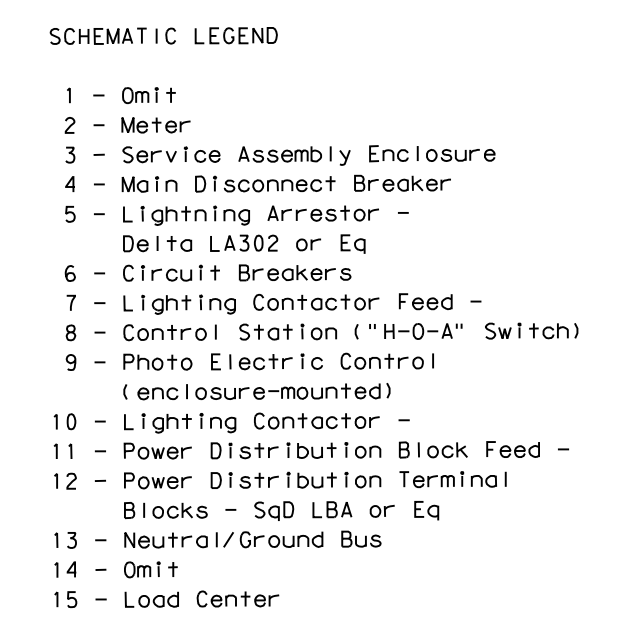 SCHEMATIC LEGEND
1 - Omit
2 - Meter
3 - Service Assembly Enclosure
4 - Main Disconnect Breaker
5 - Lightning Arrestor -
Delta LA302 or Eq
6 - Circuit Breakers
7 - Lighting Contactor Feed -
8 - Control Station ("H-O-A" Switch)
9 - Photo Electric Control
(enclosure-mounted)
10 - Lighting Contactor -
11 - Power Distribution Block Feed -
12 - Power Distribution Terminal
Blocks - SqD LBA or Eq
13 - Neutral/Ground Bus
14 - Omit
15 - Load Center